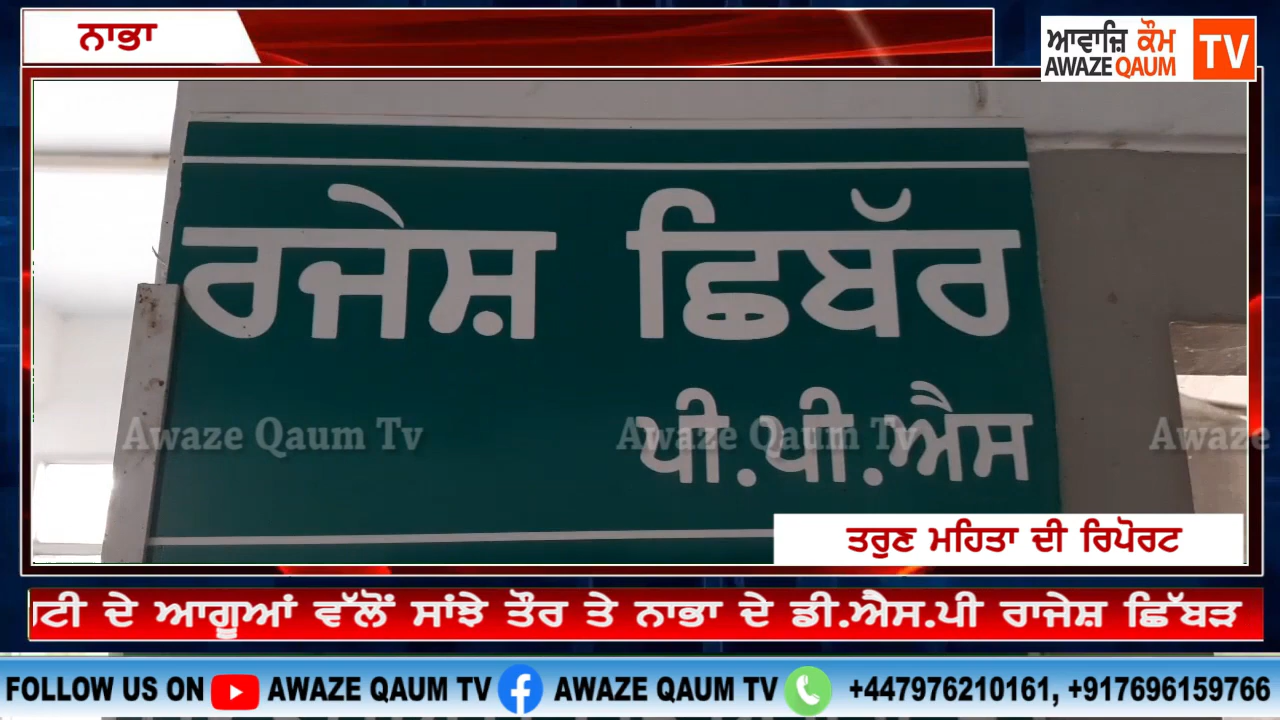 ਨਾਭਾ
ਆਵਾਜ਼ਿ ਕੌਮ
AWAZE QAUM
TV
ਰਜੇਸ਼ ਛਿਬੱਰ
ਪੀ.ਪੀ.ਐਸ
Awaze Qaum Tv Awaze Qaum Tv Awaze
ਤਰੁਣ ਮਹਿਤਾ ਦੀ ਰਿਪੋਰਟ
ਦੇ ਆਗੂਆਂ ਵੱਲੋਂ ਸਾਂਝੇ ਤੌਰ ਤੇ ਨਾਭਾ ਦੇ ਡੀ.ਐਸ.ਪੀ ਰਾਜੇਸ਼ ਛਿੱਬੜ
FOLLOW US ON AWAZE QAUM TV AWAZE QAUM TV +447976210161, +917696159766